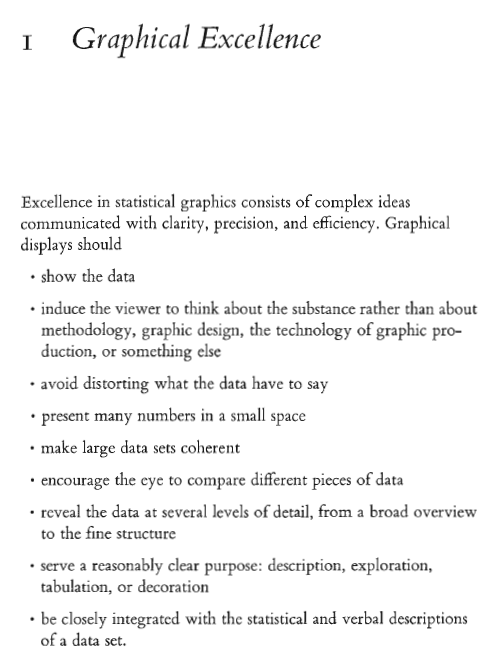 1 Graphical Excellence
Excellence in statistical graphics consists of complex ideas
communicated with clarity, precision, and efficiency. Graphical
displays should
• show the data
• induce the viewer to think about the substance rather than about
methodology, graphic design, the technology of graphic pro-
duction, or something else
• avoid distorting what the data have to say
• present many numbers in a small space
• make large data sets coherent
• encourage the eye to compare different pieces of data
• reveal the data at several levels of detail, from a broad overview
to the fine structure
• serve a reasonably clear purpose: description, exploration,
tabulation, or decoration
• be closely integrated with the statistical and verbal descriptions
of a data set.